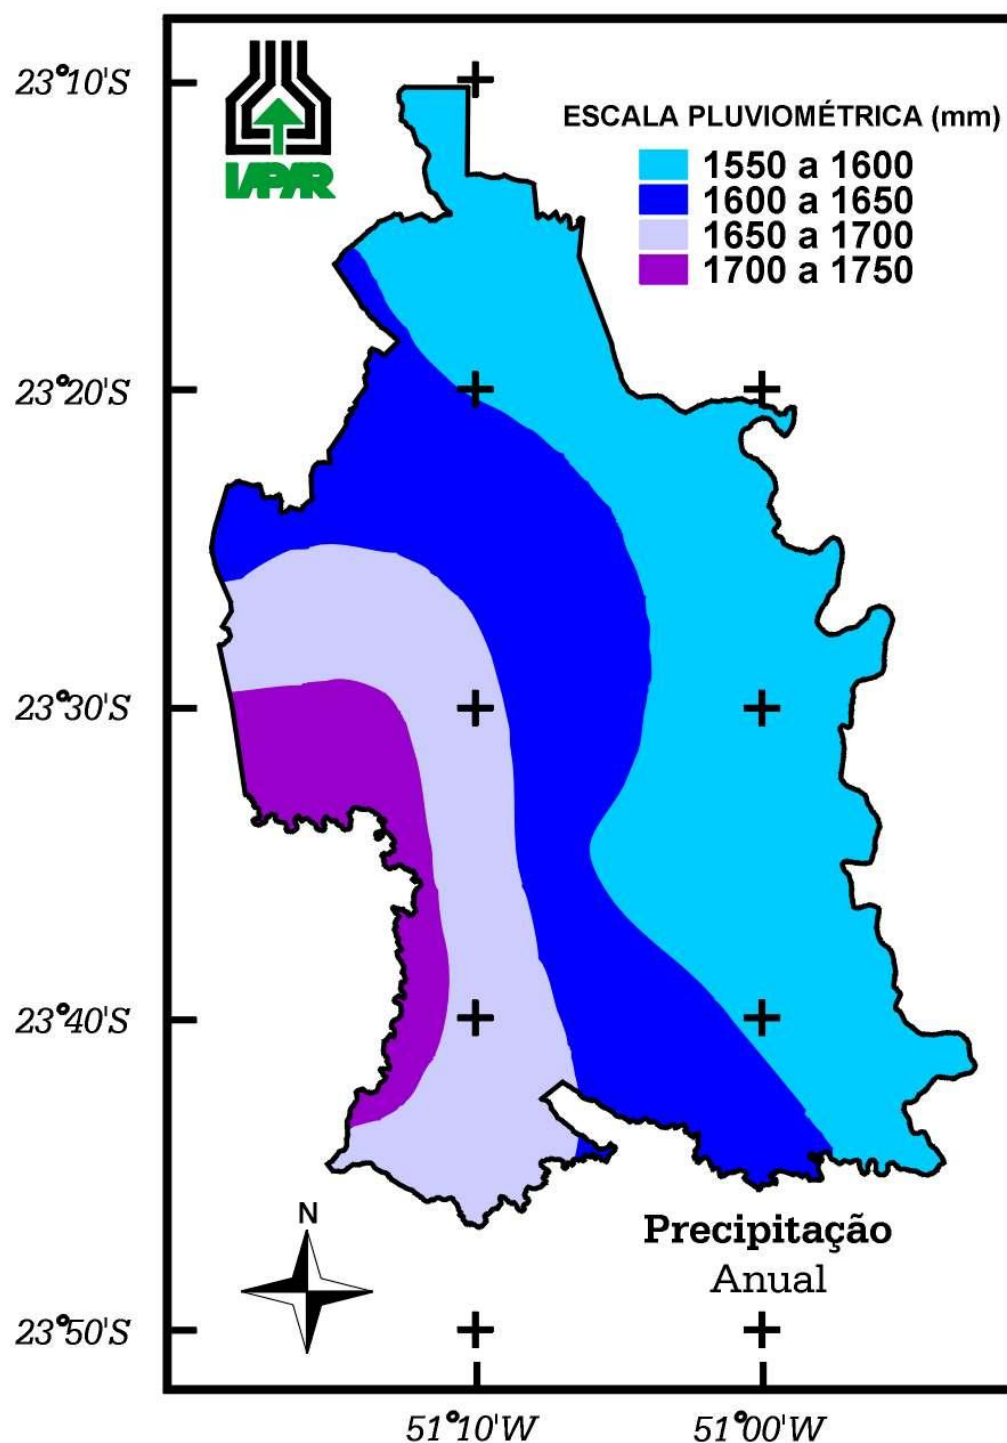 23°10'S
IAPAR
ESCALA PLUVIOMÉTRICA (mm)
1550 a 1600
1600 a 1650
1650 a 1700
1700 a 1750
23°20'S
23°30'S
23°40'S
N
Precipitação
Anual
23°50'S
51°10'W
51°00'W